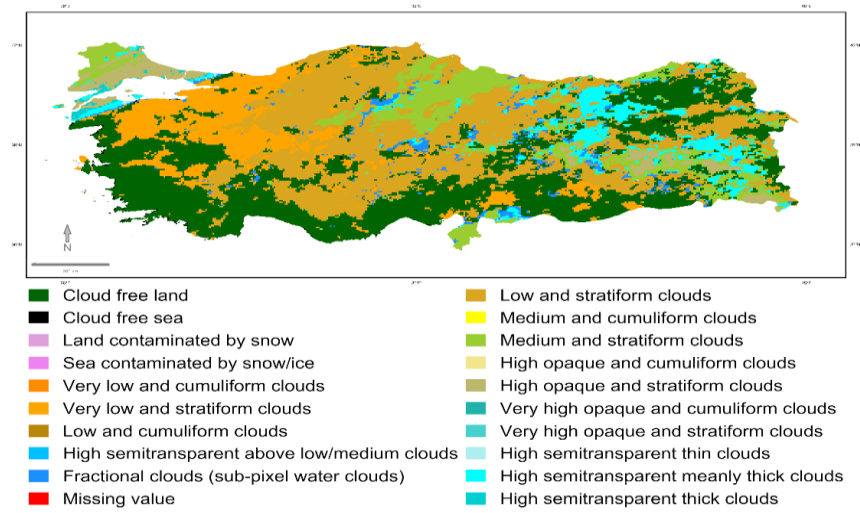 N
Cloud free land
Cloud free sea
Land contaminated by snow
Sea contaminated by snow/ice
Very low and cumuliform clouds
Very low and stratiform clouds
Low and cumuliform clouds
High semitransparent above low/medium clouds
Fractional clouds (sub-pixel water clouds)
Missing value
Low and stratiform clouds
Medium and cumuliform clouds
Medium and stratiform clouds
High opaque and cumuliform clouds
High opaque and stratiform clouds
Very high opaque and cumuliform clouds
Very high opaque and stratiform clouds
High semitransparent thin clouds
High semitransparent meanly thick clouds
High semitransparent thick clouds